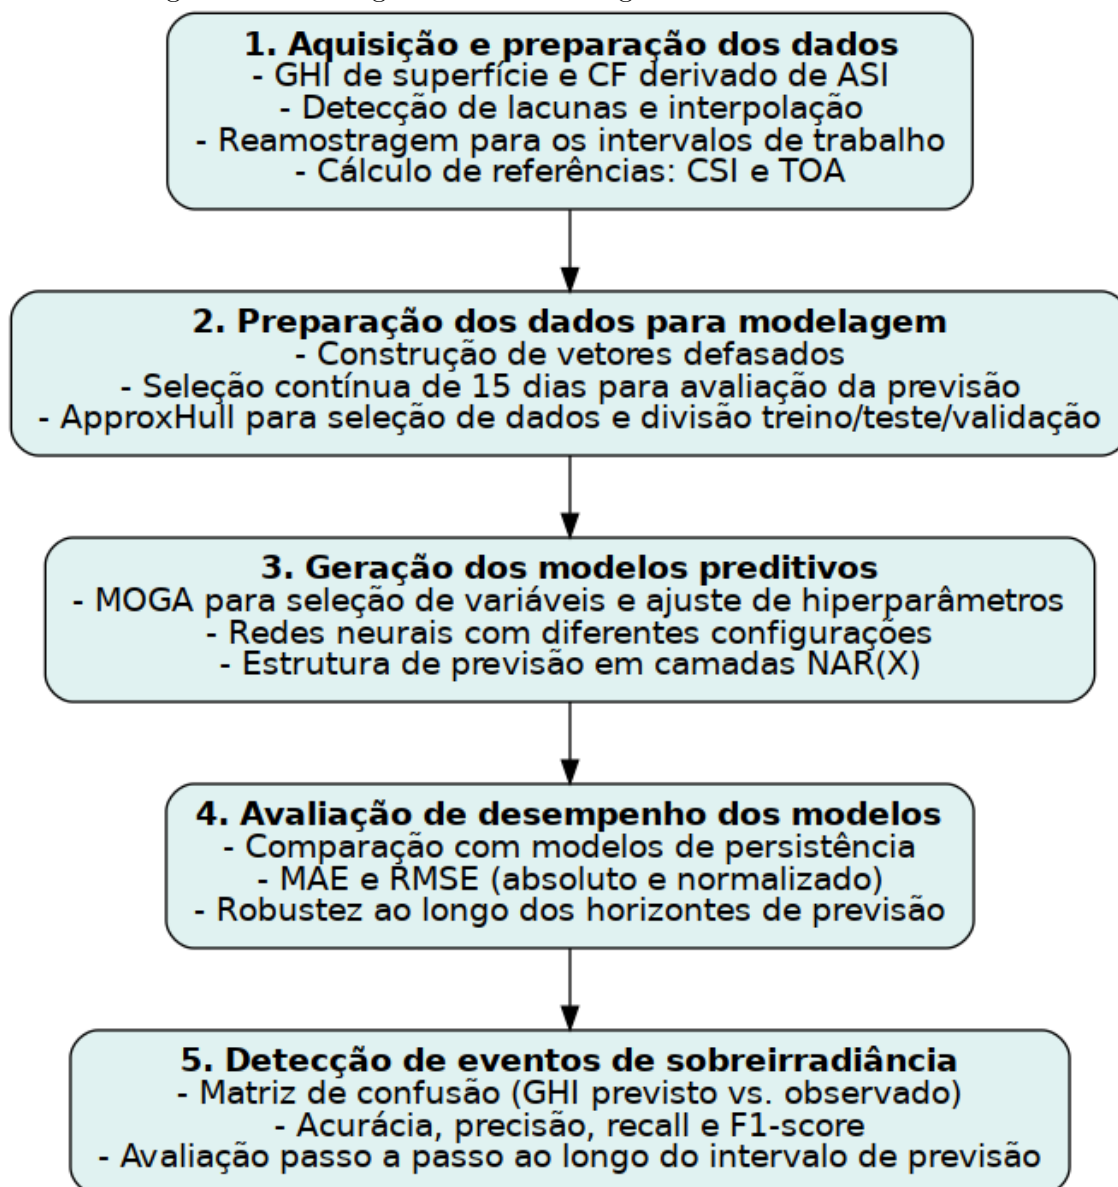 1. Aquisição e preparação dos dados
- GHI de superfície e CF derivado de ASI
- Detecção de lacunas e interpolação
- Reamostragem para os intervalos de trabalho
- Cálculo de referências: CSI e TOA
2. Preparação dos dados para modelagem
- Construção de vetores defasados
- Seleção contínua de 15 dias para avaliação da previsão
- ApproxHull para seleção de dados e divisão treino/teste/validação
3. Geração dos modelos preditivos
- MOGA para seleção de variáveis e ajuste de hiperparâmetros
- Redes neurais com diferentes configurações
- Estrutura de previsão em camadas NAR(X)
4. Avaliação de desempenho dos modelos
- Comparação com modelos de persistência
- MAE e RMSE (absoluto e normalizado)
- Robustez ao longo dos horizontes de previsão
5. Detecção de eventos de sobreirradiância
- Matriz de confusão (GHI previsto vs. observado)
- Acurácia, precisão, recall e F1-score
- Avaliação passo a passo ao longo do intervalo de previsão